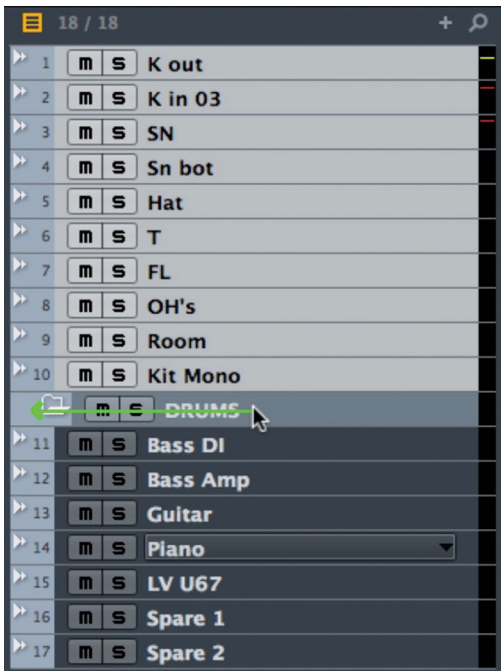 18 / 18 +
1 m s K out
2 m s K in 03
3 m s SN
4 m s Sn bot
5 m s Hat
6 m s T
7 m s FL
8 m s OH's
9 m s Room
10 m s Kit Mono
m s DRUMS
11 m s Bass DI
12 m s Bass Amp
13 m s Guitar
14 m s Piano
15 m s LV U67
16 m s Spare 1
17 m s Spare 2